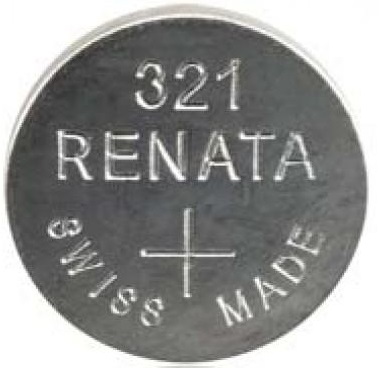 321
RENATA
+
SWISS MADE